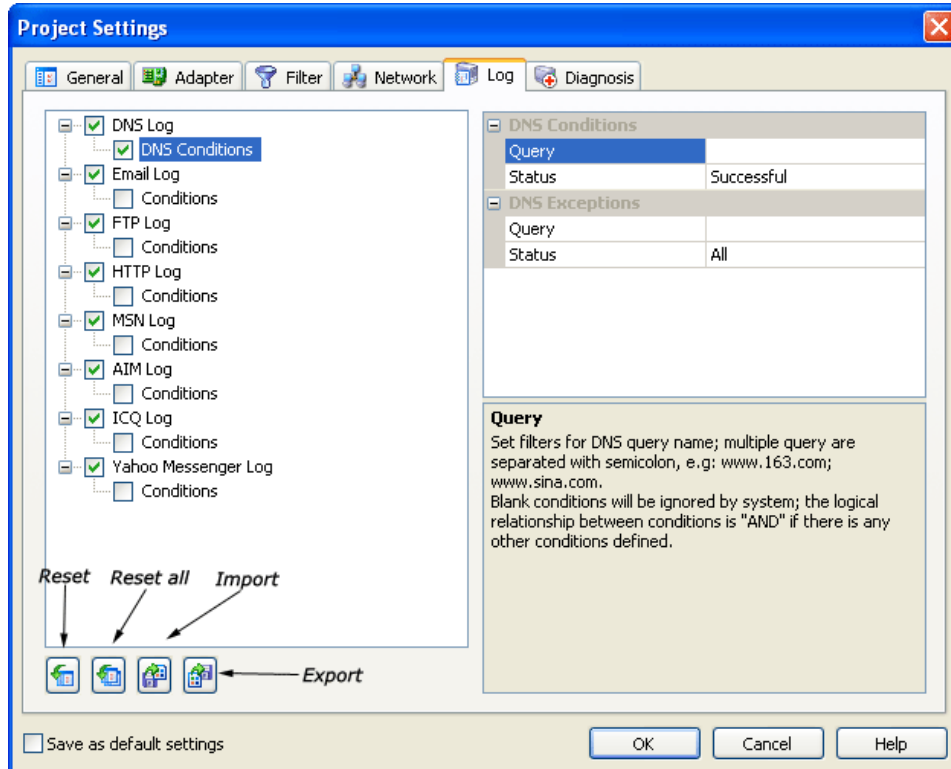 Project Settings
General Adapter Filter Network Log Diagnosis
DNS Log
DNS Conditions
Email Log
Conditions
FTP Log
Conditions
HTTP Log
Conditions
MSN Log
Conditions
AIM Log
Conditions
ICQ Log
Conditions
Yahoo Messenger Log
Conditions
Reset Reset all Import
Export
DNS Conditions
Query
Status Successful
DNS Exceptions
Query
Status All
Query
Set filters for DNS query name; multiple query are
separated with semicolon, e.g: www.163.com;
www.sina.com.
Blank conditions will be ignored by system; the logical
relationship between conditions is "AND" if there is any
other conditions defined.
Save as default settings
OK Cancel Help